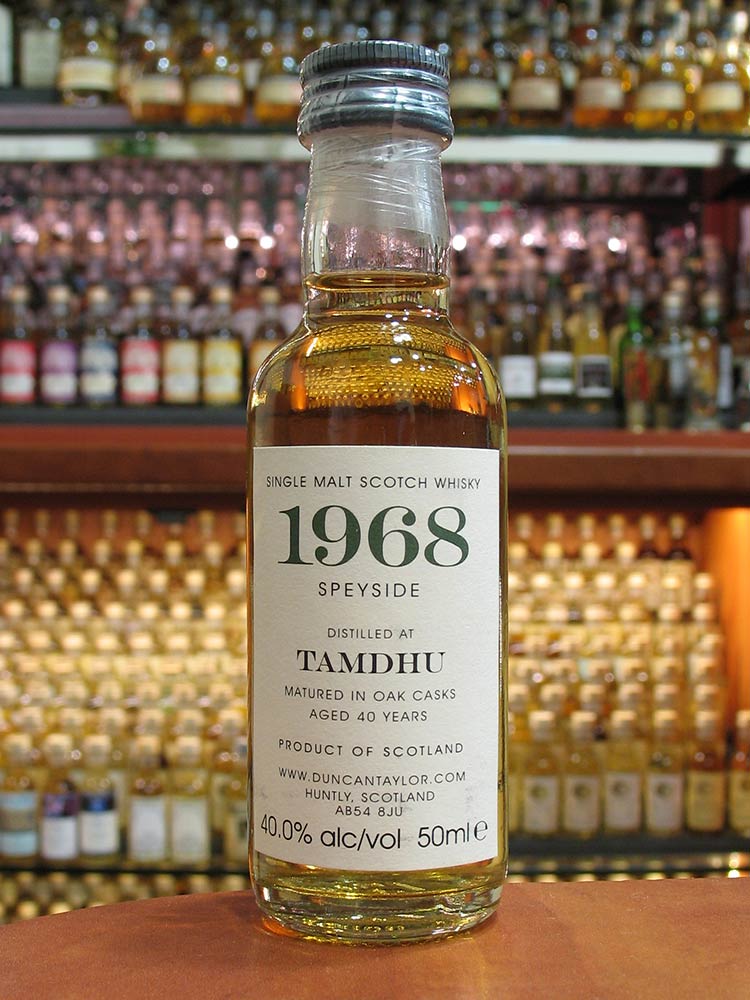 SINGLE MALT SCOTCH WHISKY
1968
SPEYSIDE
DISTILLED AT
TAMDHU
MATURED IN OAK CASKS
AGED 40 YEARS
PRODUCT OF SCOTLAND
WWW.DUNCANTAYLOR.COM
HUNTLY, SCOTLAND
AB54 8JU
40.0% alc/vol 50ml e